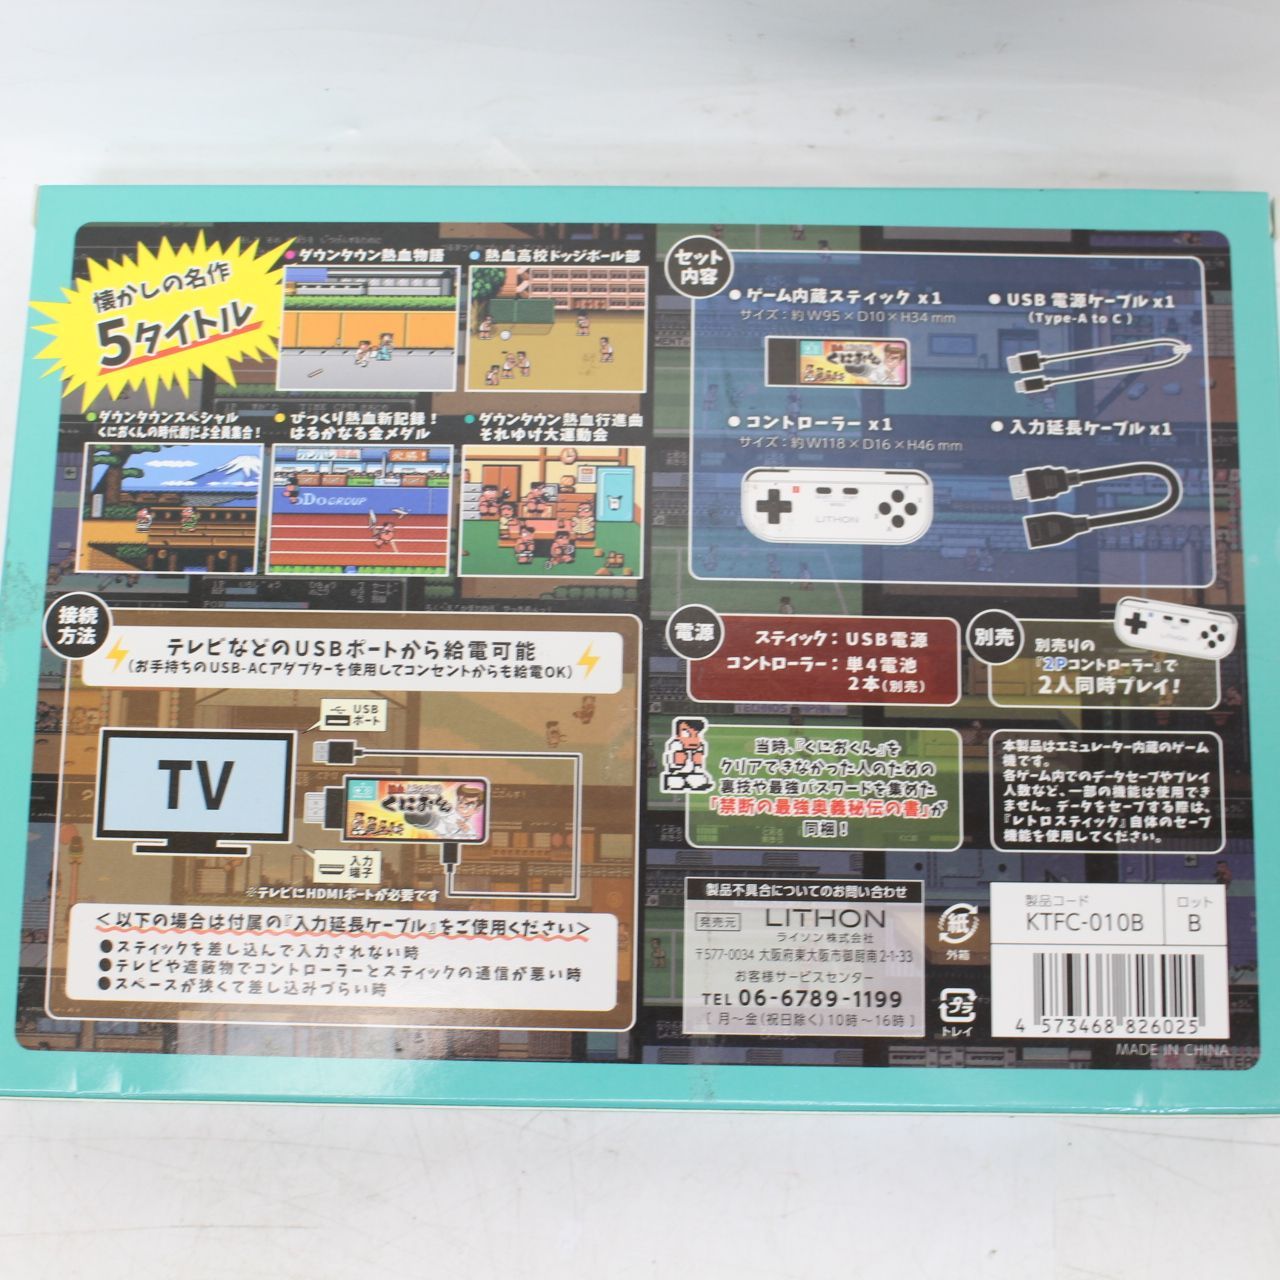 懐かしの名作
5タイトル
ダウンタウン熱血物語
熱血高校ドッジボール部
ダウンタウンスペシャル
くにおくんの時代劇だよ全員集合！
びっくり熱血新記録！
はるかなる金メダル
ダウンタウン熱血行進曲
それゆけ大運動会
セット
内容
●ゲーム内蔵スティック x1
サイズ：約W95×D10×H34mm
●USB電源ケーブルx1
(Type-A to C)
くにおくん
●コントローラー x1
サイズ：約W118×D16×H46mm
●入力延長ケーブルx1
LITHON
接続
方法
テレビなどのUSBポートから給電可能
(お手持ちのUSB-ACアダプターを使用してコンセントからも給電OK)
USB
ポート
TV
くにおくん
入力
端子
※テレビにHDMIポートが必要です
＜以下の場合は付属の『入力延長ケーブル』をご使用ください＞
●スティックを差し込んで入力されない時
●テレビや遮蔽物でコントローラーとスティックの通信が悪い時
●スペースが狭くて差し込みづらい時
電源
スティック：USB電源
コントローラー：単4電池
2本(別売)
別売
別売りの
『2Pコントローラー』で
2人同時プレイ！
LITHON
当時、『くにおくん』を
クリアできなかった人のための
裏技や最強パスワードを集めた
『禁断の最強奥義秘伝の書』が
同梱！
本製品はエミュレーター内蔵のゲーム
機です。
各ゲーム内でのデータセーブやプレイ
人数など、一部の機能は使用でき
ません。データをセーブする際は、
『レトロスティック』自体のセーブ
機能を使用してください。
製品不具合についてのお問い合わせ
発売元 LITHON
ライソン株式会社
〒577-0034 大阪府東大阪市御厨南2-1-33
お客様サービスセンター
TEL 06-6789-1199
[ 月～金(祝日除く)10時～16時 ]
紙
外箱
プラ
トレイ
製品コード
KTFC-010B
ロット
B
4 573468 826025
MADE IN CHINA